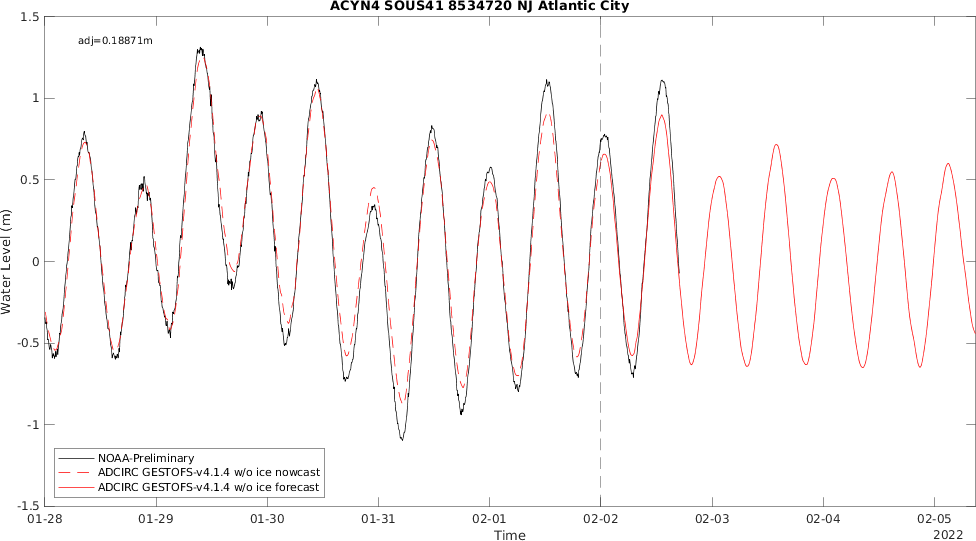 ACYN4 SOUS41 8534720 NJ Atlantic City
adj=0.18871m
1.5
1
0.5
0
-0.5
-1
-1.5
Water Level (m)
NOAA-Preliminary
ADCIRC GESTOFS-v4.1.4 w/o ice nowcast
ADCIRC GESTOFS-v4.1.4 w/o ice forecast
01-28 01-29 01-30 01-31 02-01 02-02 02-03 02-04 02-05
Time
2022